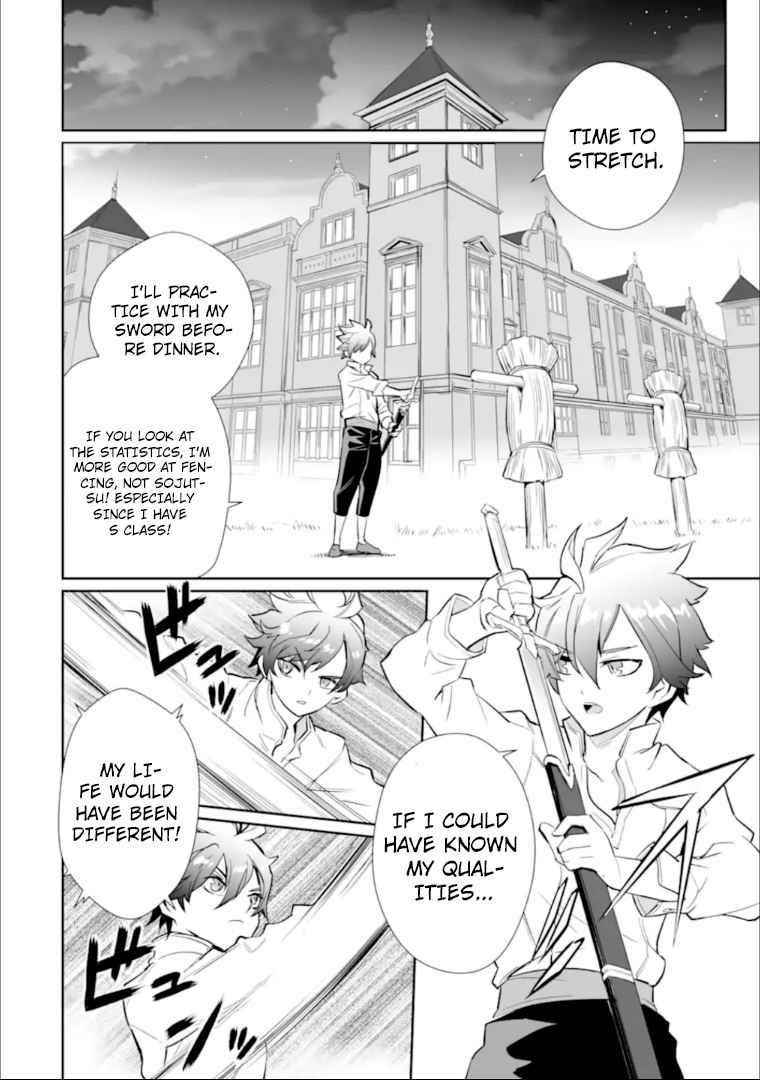 TIME TO
STRETCH.
I'LL PRAC-
TICE WITH MY
SWORD BEFO-
RE DINNER.
IF YOU LOOK AT
THE STATISTICS, I'M
MORE GOOD AT FEN-
CING, NOT SOJUT-
SU! ESPECIALLY
SINCE I HAVE
S CLASS!
IF I COULD
HAVE KNOWN
MY QUAL-
ITIES...
ビュッ
MY LI-
FE WOULD
HAVE BEEN
DIFFERENT!
ビュッ